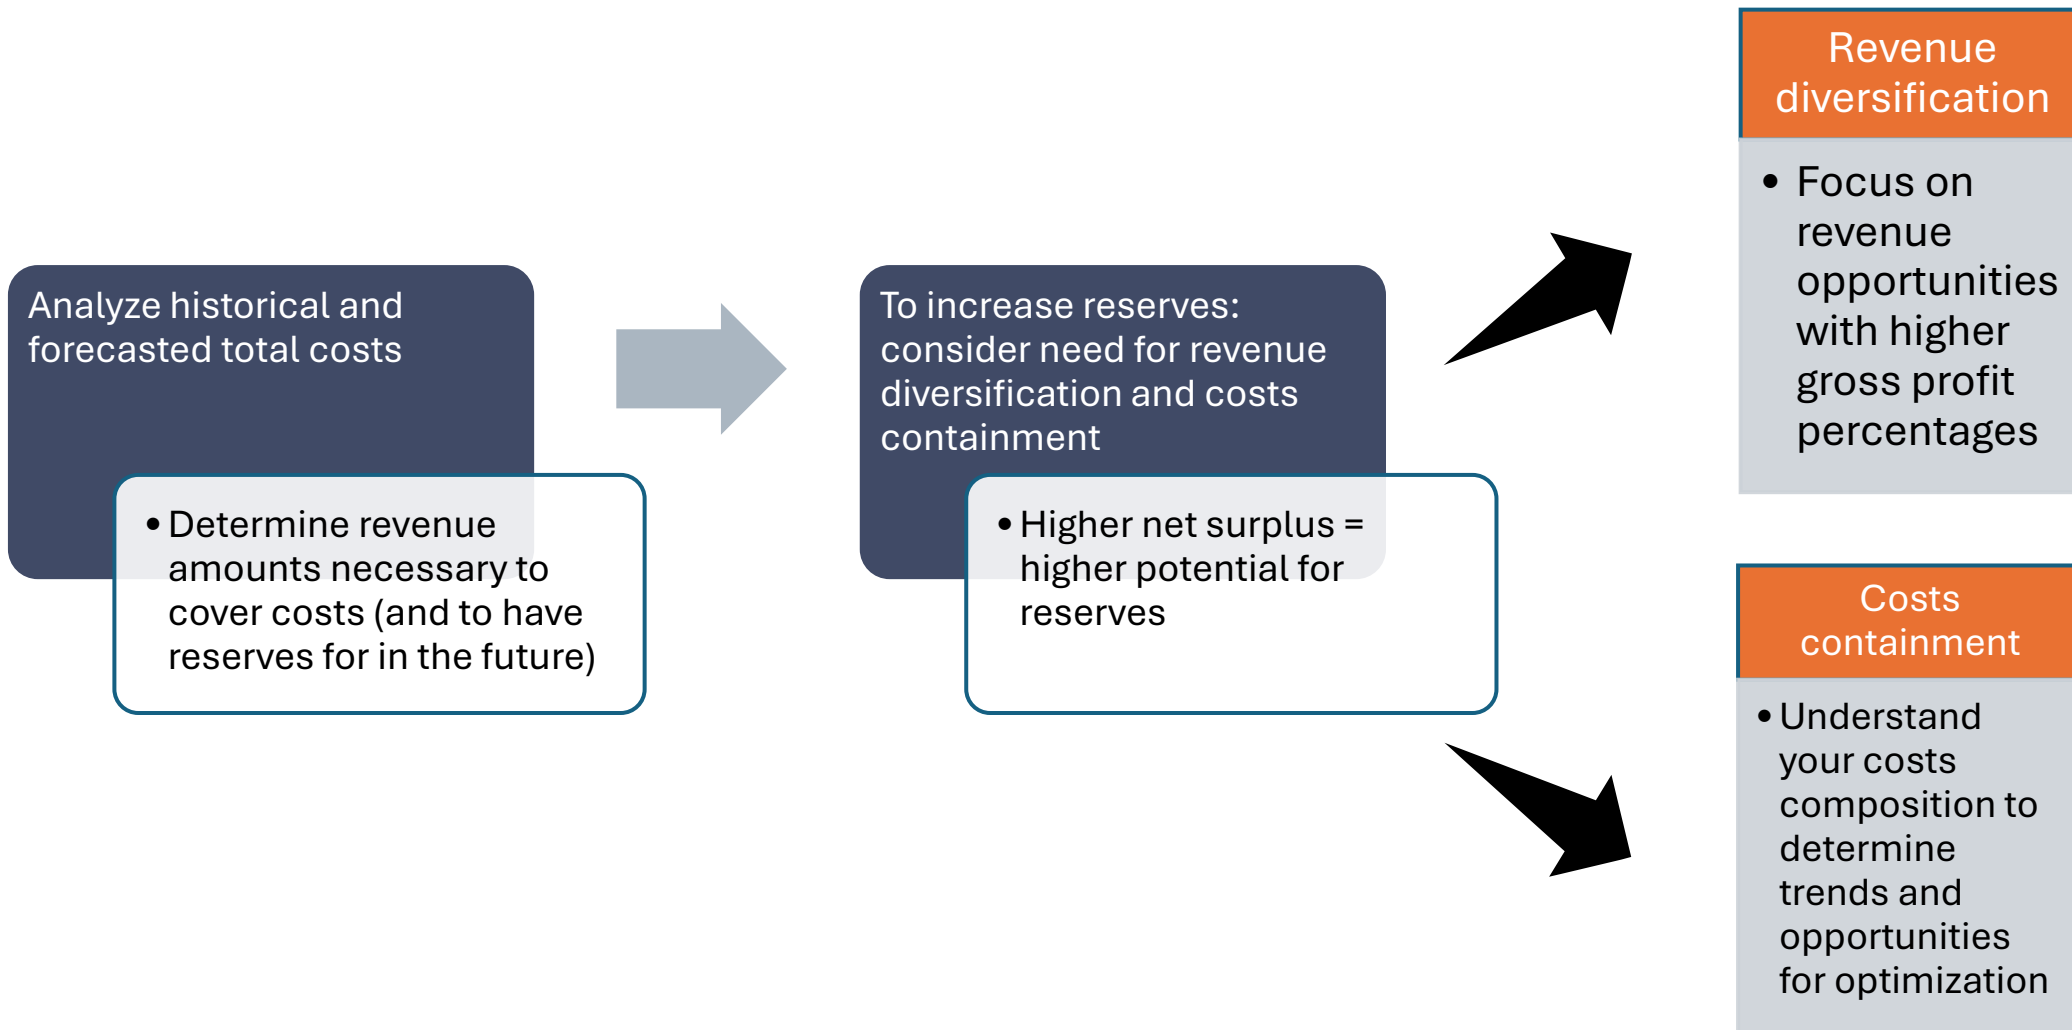 Analyze historical and
forecasted total costs
• Determine revenue
amounts necessary to
cover costs (and to have
reserves for in the future)
To increase reserves:
consider need for revenue
diversification and costs
containment
• Higher net surplus =
higher potential for
reserves
Revenue
diversification
• Focus on
revenue
opportunities
with higher
gross profit
percentages
Costs
containment
• Understand
your costs
composition to
determine
trends and
opportunities
for optimization